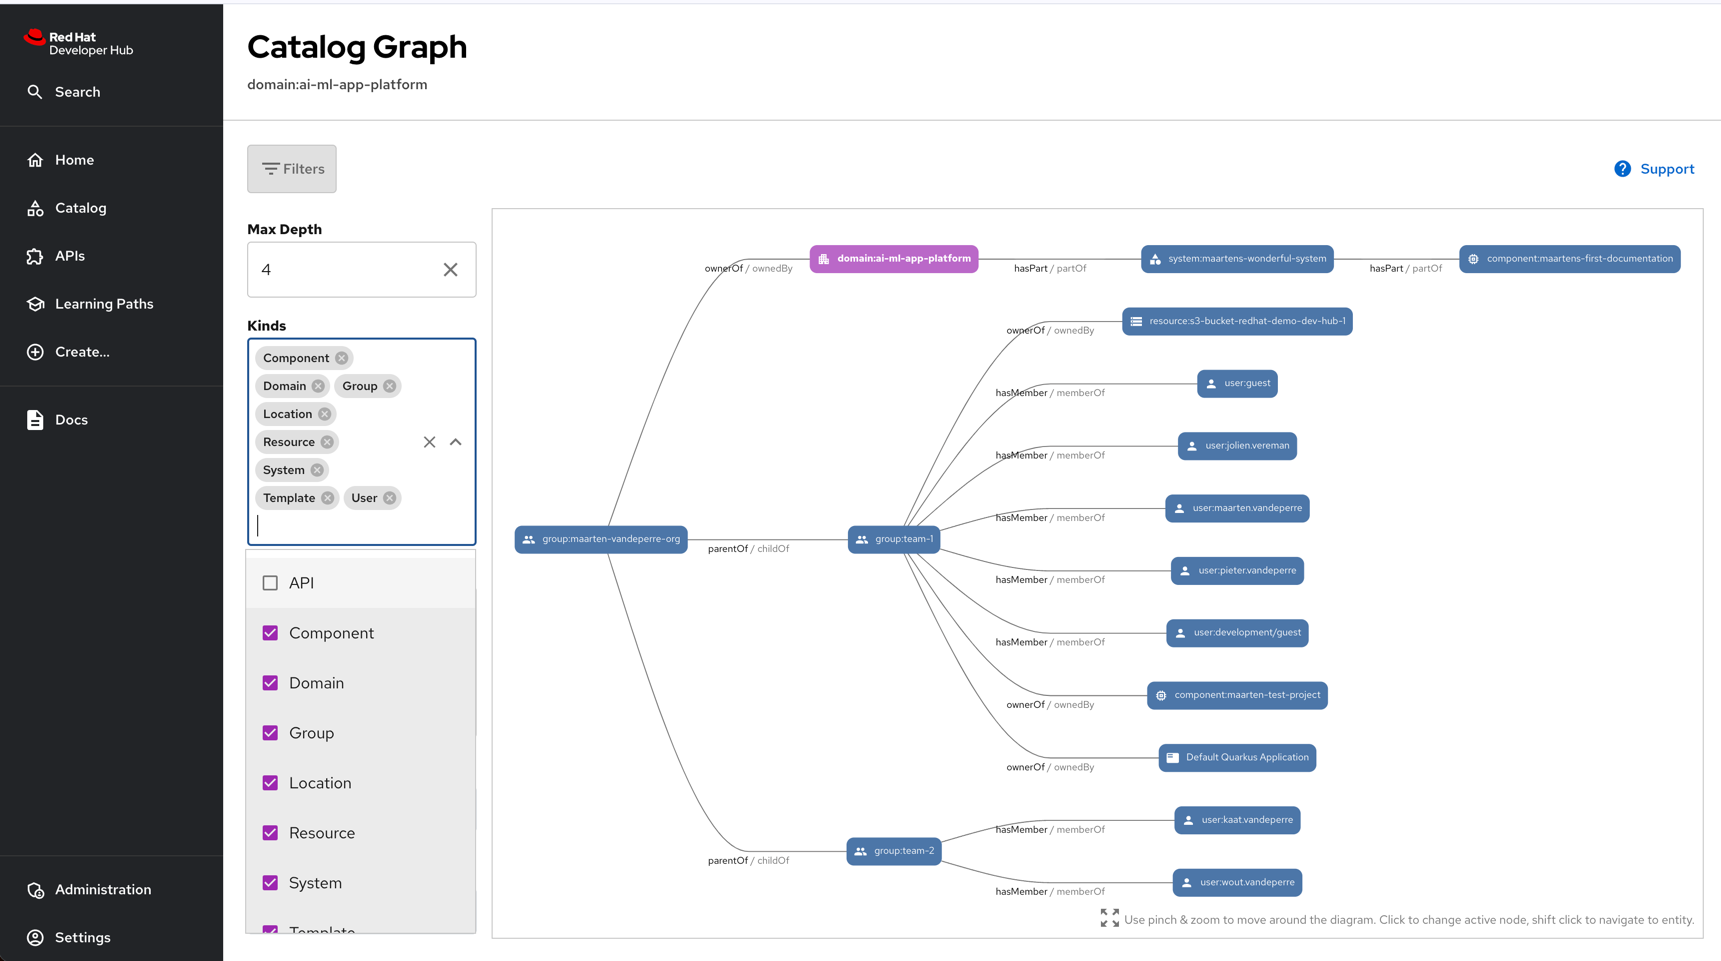 Red Hat
Developer Hub
Search
Home
Catalog
APIs
Learning Paths
Create...
Docs
Administration
Settings
Catalog Graph
domain:ai-ml-app-platform
Filters
Support
Max Depth
4
Kinds
Component
Domain Group
Location
Resource
System
Template User
API
Component
Domain
Group
Location
Resource
System
Template
ownerOf / ownedBy
domain:ai-ml-app-platform
hasPart / partOf
system:maartens-wonderful-system
hasPart / partOf
component:maartens-first-documentation
ownerOf / ownedBy
resource:s3-bucket-redhat-demo-dev-hub-1
hasMember / memberOf
user:guest
hasMember / memberOf
user:jolien.vereman
hasMember / memberOf
user:maarten.vandeperre
group:maarten-vandeperre-org
parentOf / childOf
group:team-1
hasMember / memberOf
user:pieter.vandeperre
hasMember / memberOf
user:development/guest
ownerOf / ownedBy
component:maarten-test-project
ownerOf / ownedBy
Default Quarkus Application
hasMember / memberOf
user:kaat.vandeperre
parentOf / childOf
group:team-2
hasMember / memberOf
user:wout.vandeperre
Use pinch & zoom to move around the diagram. Click to change active node, shift click to navigate to entity.